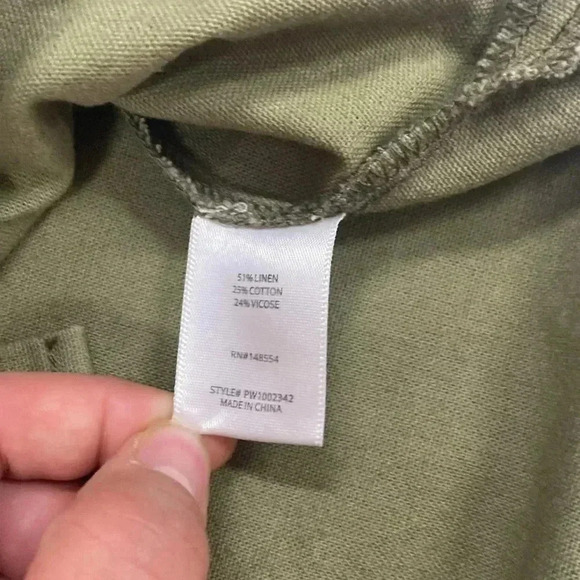 51% LINEN
25% COTTON
24% VICOSE
RN#148554
STYLE# PW1002342
MADE IN CHINA